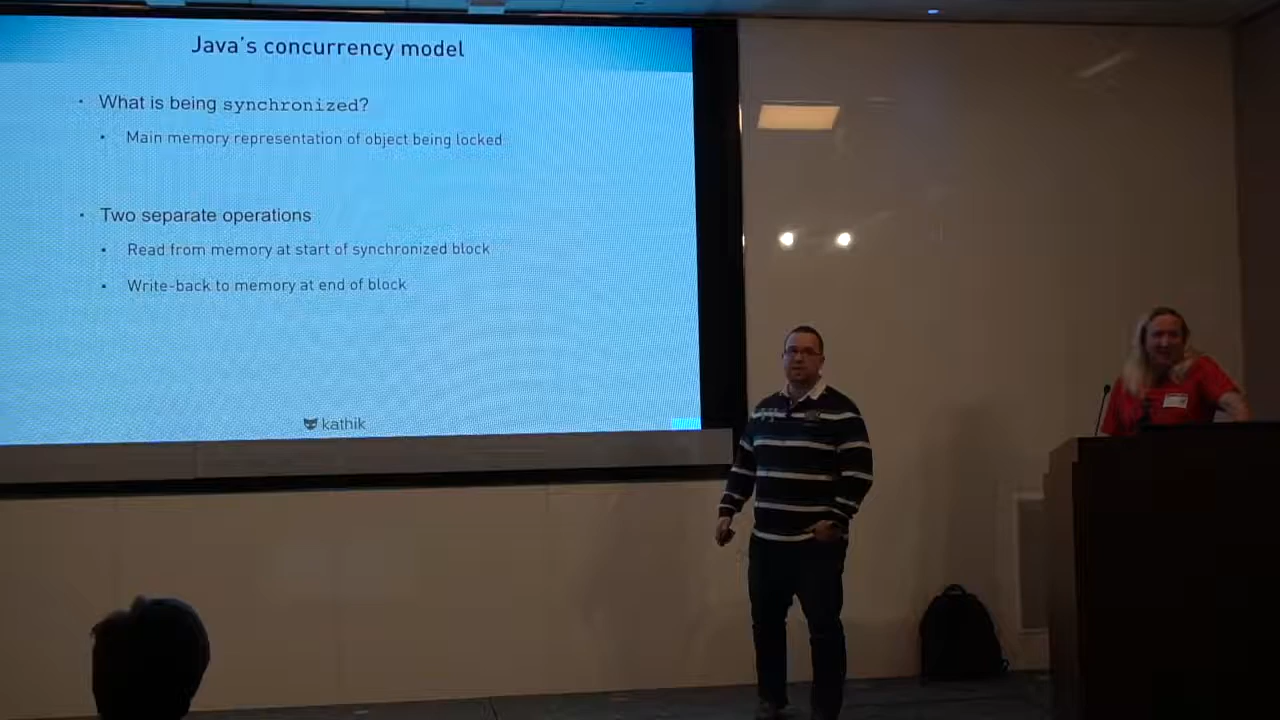 Java's concurrency model
• What is being synchronized?
• Main memory representation of object being locked
• Two separate operations
• Read from memory at start of synchronized block
• Write-back to memory at end of block
kathik